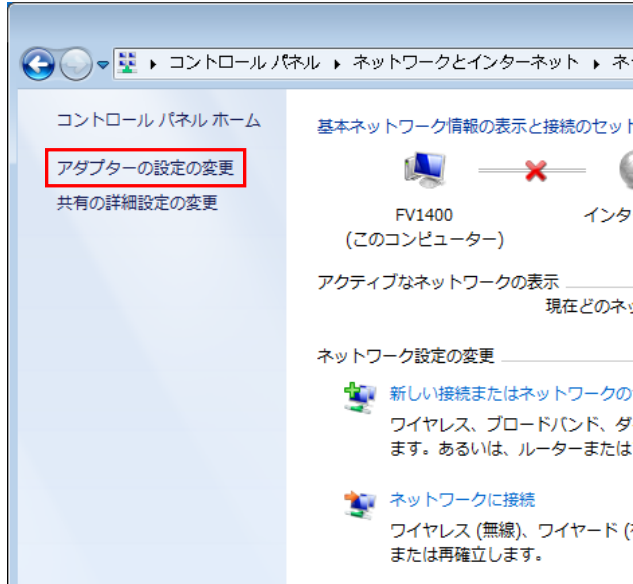 コントロール パネル ▸ ネットワークとインターネット ▸
コントロール パネル ホーム
アダプターの設定の変更
共有の詳細設定の変更
基本ネットワーク情報の表示と接続のセット
FV1400
(このコンピューター)
インタ
アクティブなネットワークの表示
現在どのネッ
ネットワーク設定の変更
新しい接続またはネットワークの
ワイヤレス、ブロードバンド、ダ
ます。あるいは、ルーターまたは
ネットワークに接続
ワイヤレス (無線)、ワイヤード (
または再確立します。